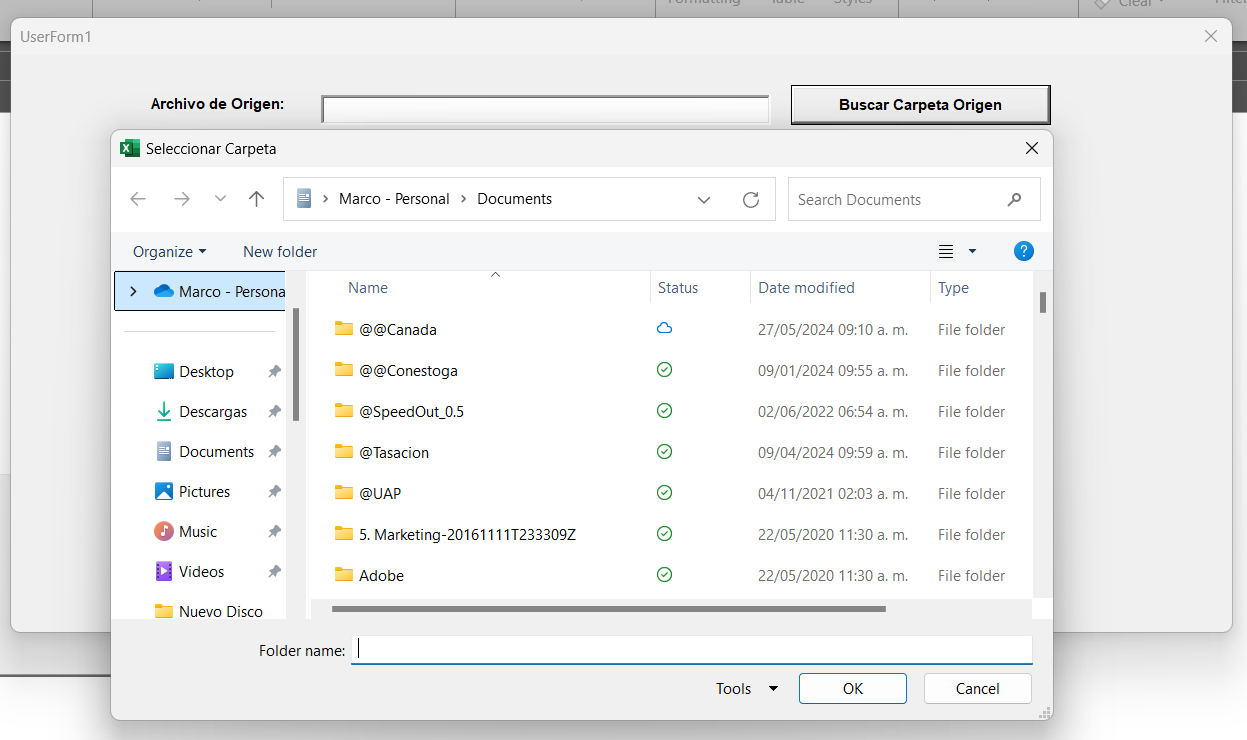 Formatting Table Styles Clear
UserForm1
Archivo de Origen: Buscar Carpeta Origen
Seleccionar Carpeta
Marco - Personal Documents Search Documents
Organize New folder
Marco - Persona Name Status Date modified Type
@@Canada 27/05/2024 09:10 a. m. File folder
Desktop @@Conestoga 09/01/2024 09:55 a. m. File folder
Descargas @SpeedOut_0.5 02/06/2022 06:54 a. m. File folder
Documents @Tasacion 09/04/2024 09:59 a. m. File folder
Pictures @UAP 04/11/2021 02:03 a. m. File folder
Music 5. Marketing-20161111T233309Z 22/05/2020 11:30 a. m. File folder
Videos Adobe 22/05/2020 11:30 a. m. File folder
Nuevo Disco
Folder name:
Tools OK Cancel